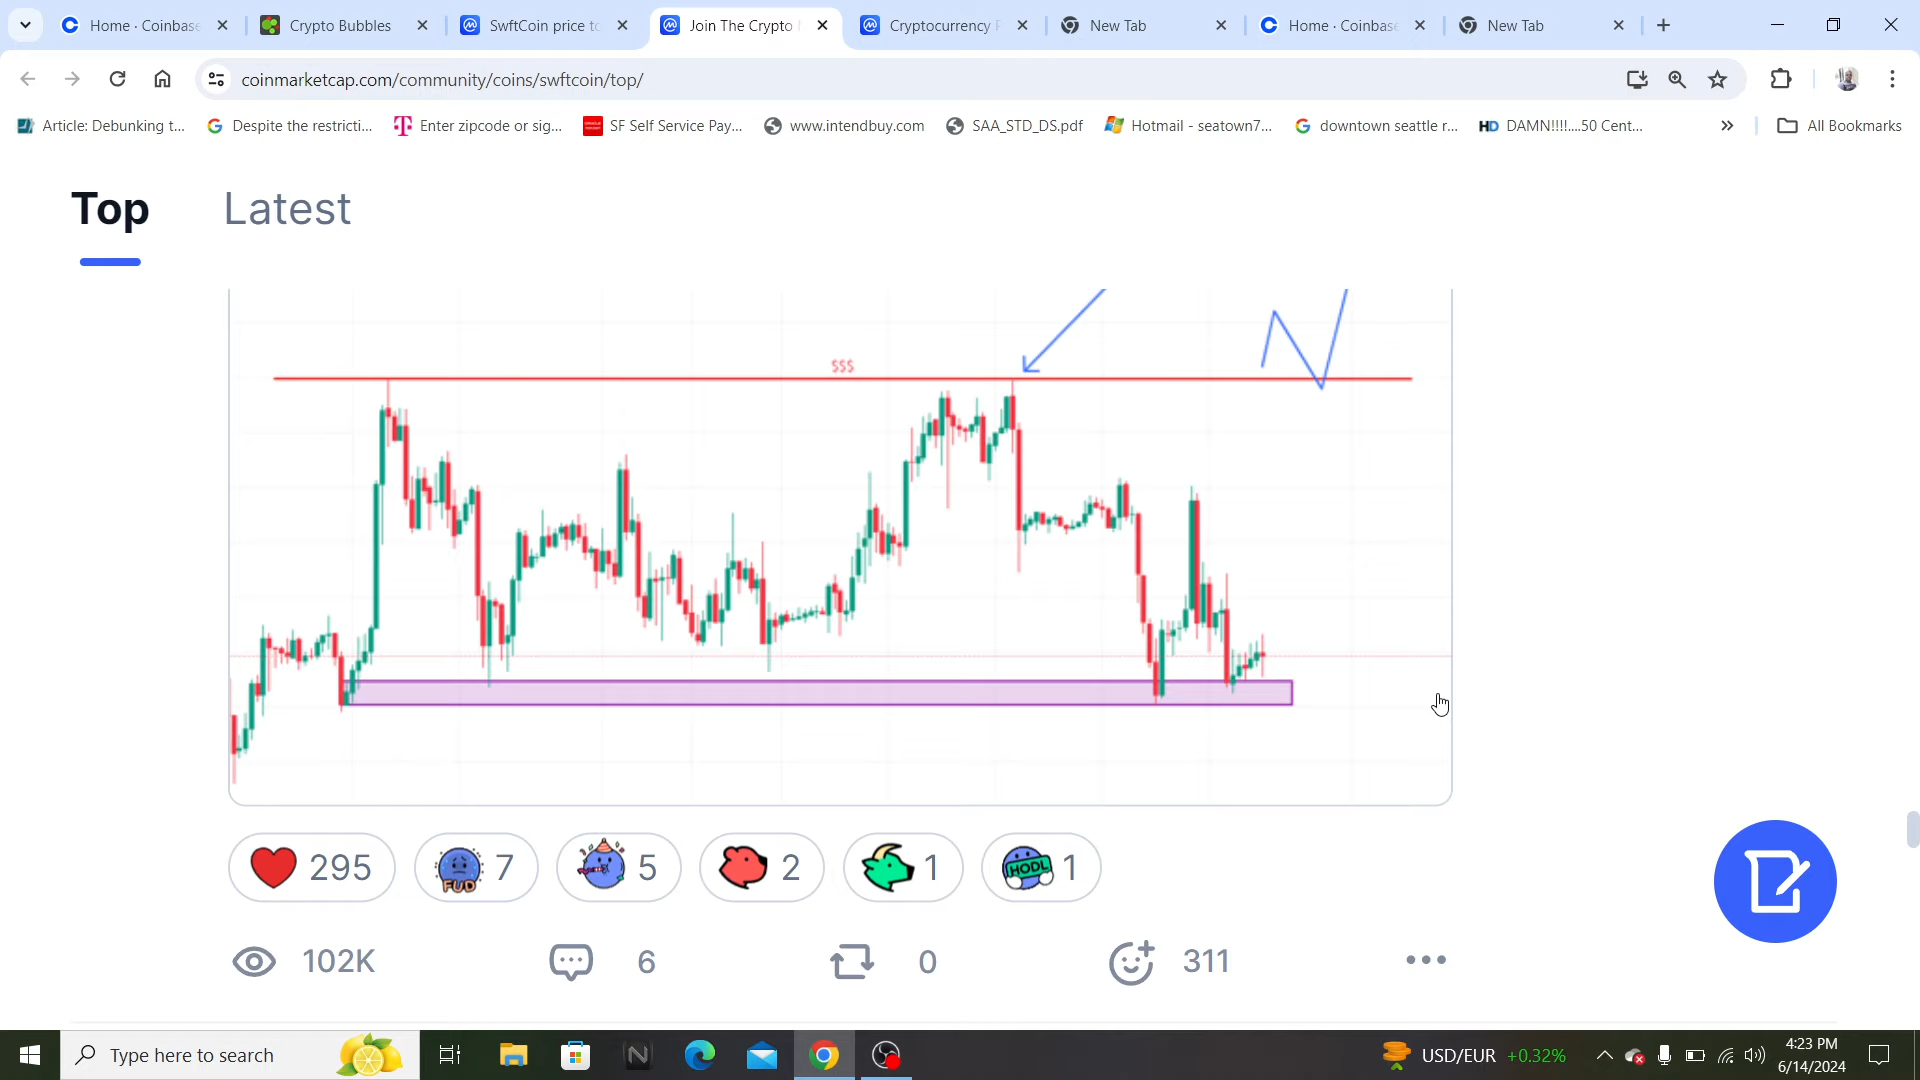 Home · Coinbase
Crypto Bubbles
SwftCoin price to
Join The Crypto
Cryptocurrency
New Tab
Home · Coinbase
New Tab
coinmarketcap.com/community/coins/swftcoin/top/
Article: Debunking t...
Despite the restricti...
Enter zipcode or sig...
SF Self Service Pay...
www.intendbuy.com
SAA_STD_DS.pdf
Hotmail - seatown7...
downtown seattle r...
HD DAMN!!!!....50 Cent...
All Bookmarks
Top
Latest
$$$
295
FUD 7
5
2
1
HODL 1
102K
6
0
311
Type here to search
USD/EUR +0.32%
4:23 PM
6/14/2024